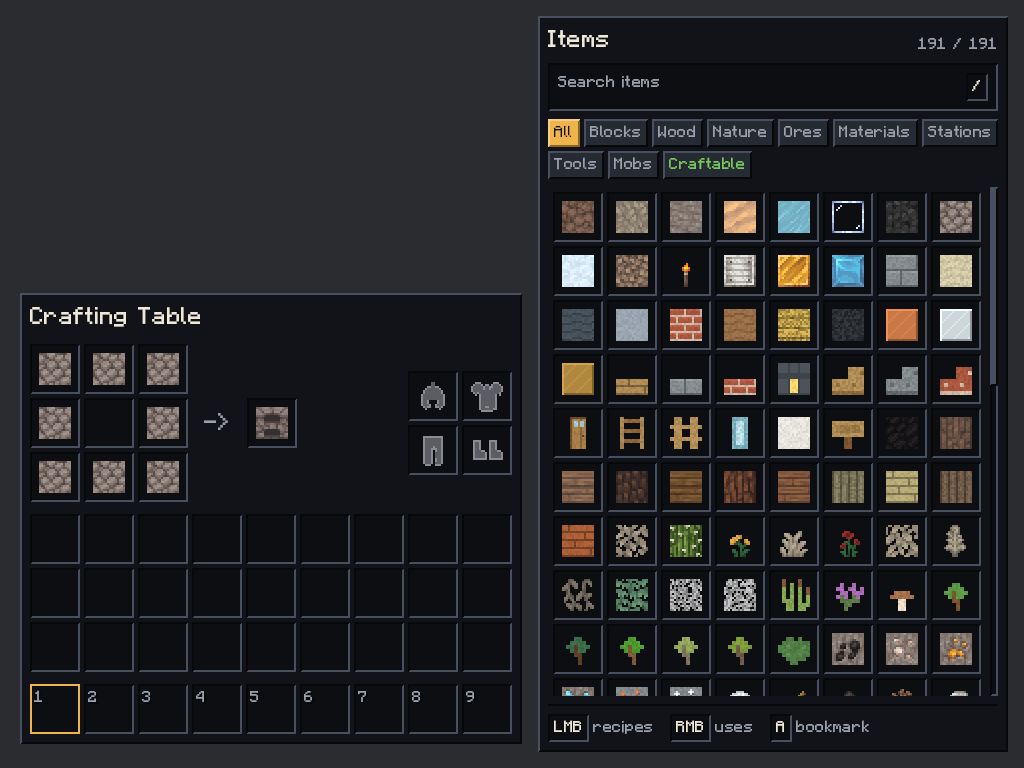 Items
191 / 191
Search items
/
All Blocks Wood Nature Ores Materials Stations
Tools Mobs Craftable
Crafting Table
->
1 2 3 4 5 6 7 8 9
LMB recipes RMB uses A bookmark